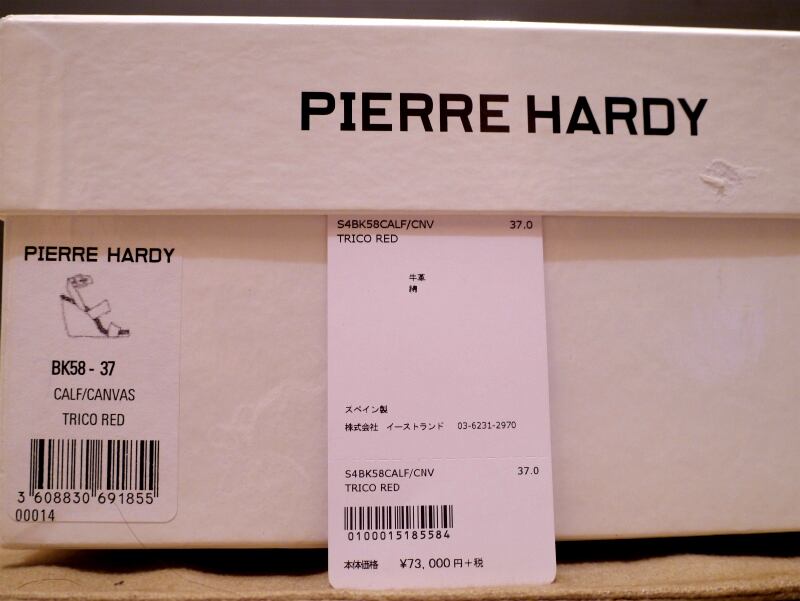 PIERRE HARDY
PIERRE HARDY
BK58 - 37
CALF/CANVAS
TRICO RED
3 608830 691855
00014
S4BK58CALF/CNV 37.0
TRICO RED
牛革
綿
スペイン製
株式会社 イーストランド 03-6231-2970
S4BK58CALF/CNV 37.0
TRICO RED
0100015185584
本体価格 ¥73,000円+税